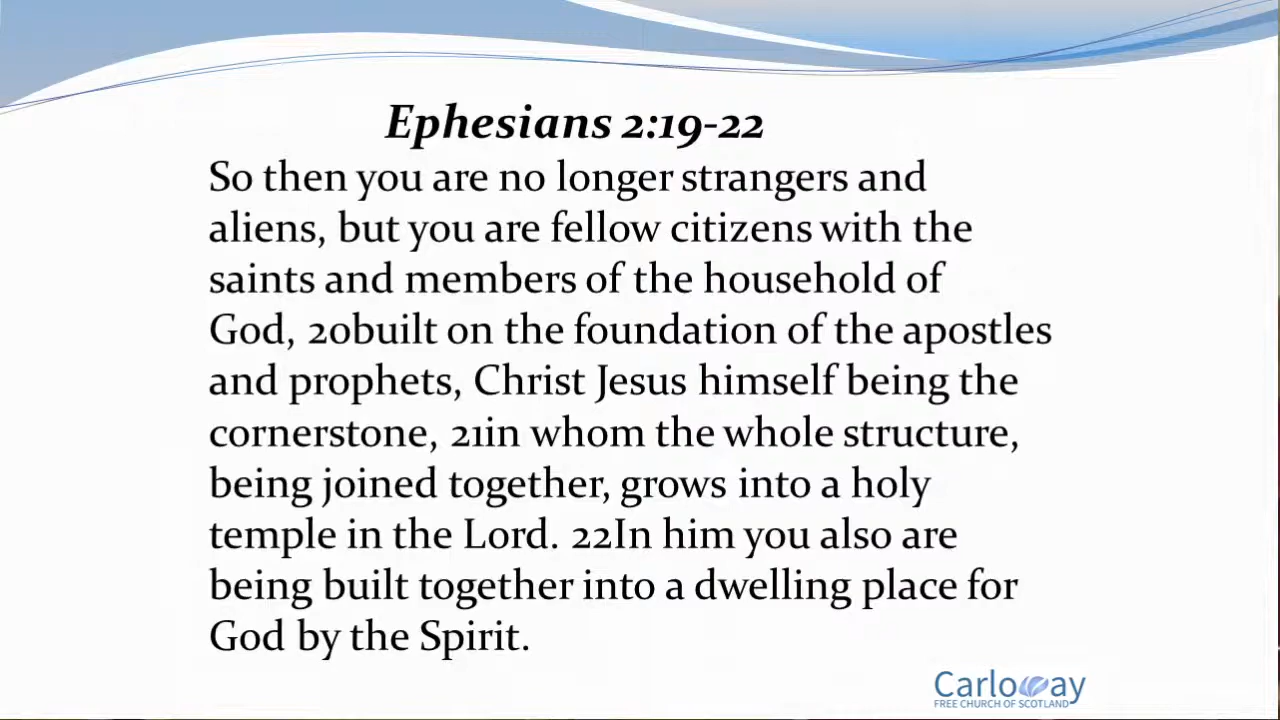 Ephesians 2:19-22
So then you are no longer strangers and
aliens, but you are fellow citizens with the
saints and members of the household of
God, 20built on the foundation of the apostles
and prophets, Christ Jesus himself being the
cornerstone, 21in whom the whole structure,
being joined together, grows into a holy
temple in the Lord. 22In him you also are
being built together into a dwelling place for
God by the Spirit.
Carloway
FREE CHURCH OF SCOTLAND